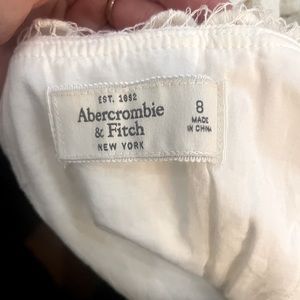 EST. 1892
Abercrombie
& Fitch
NEW YORK
8
MADE
IN CHINA